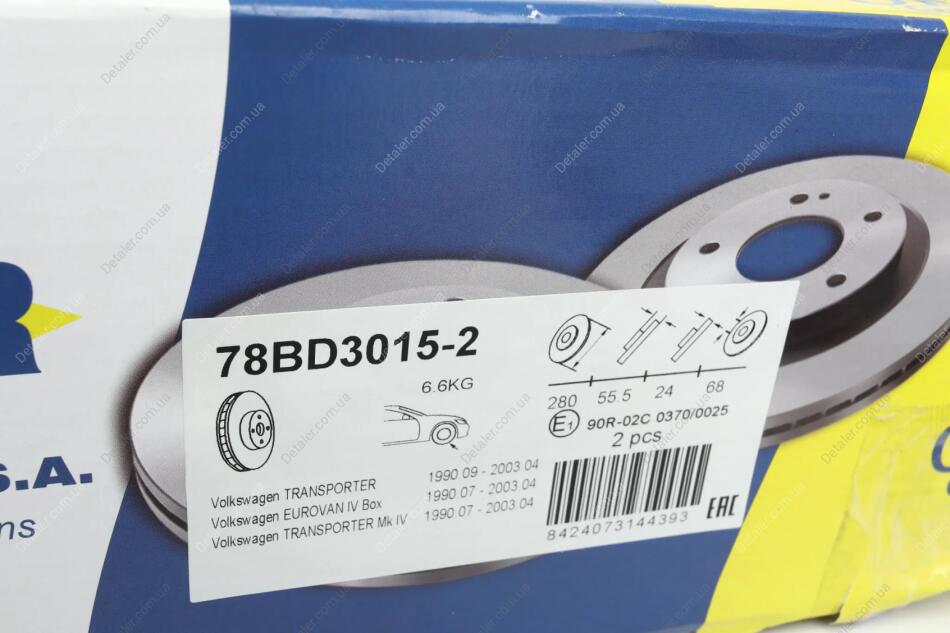 R
S.A.
ns
78BD3015-2
6.6KG
280 55.5 24 68
E1 90R-02C 0370/0025
2 pcs
Volkswagen TRANSPORTER 1990.09 - 2003.04
Volkswagen EUROVAN IV Box 1990.07 - 2003.04
Volkswagen TRANSPORTER Mk IV 1990.07 - 2003.04
8424073144393
EAC
Detaler.com.ua